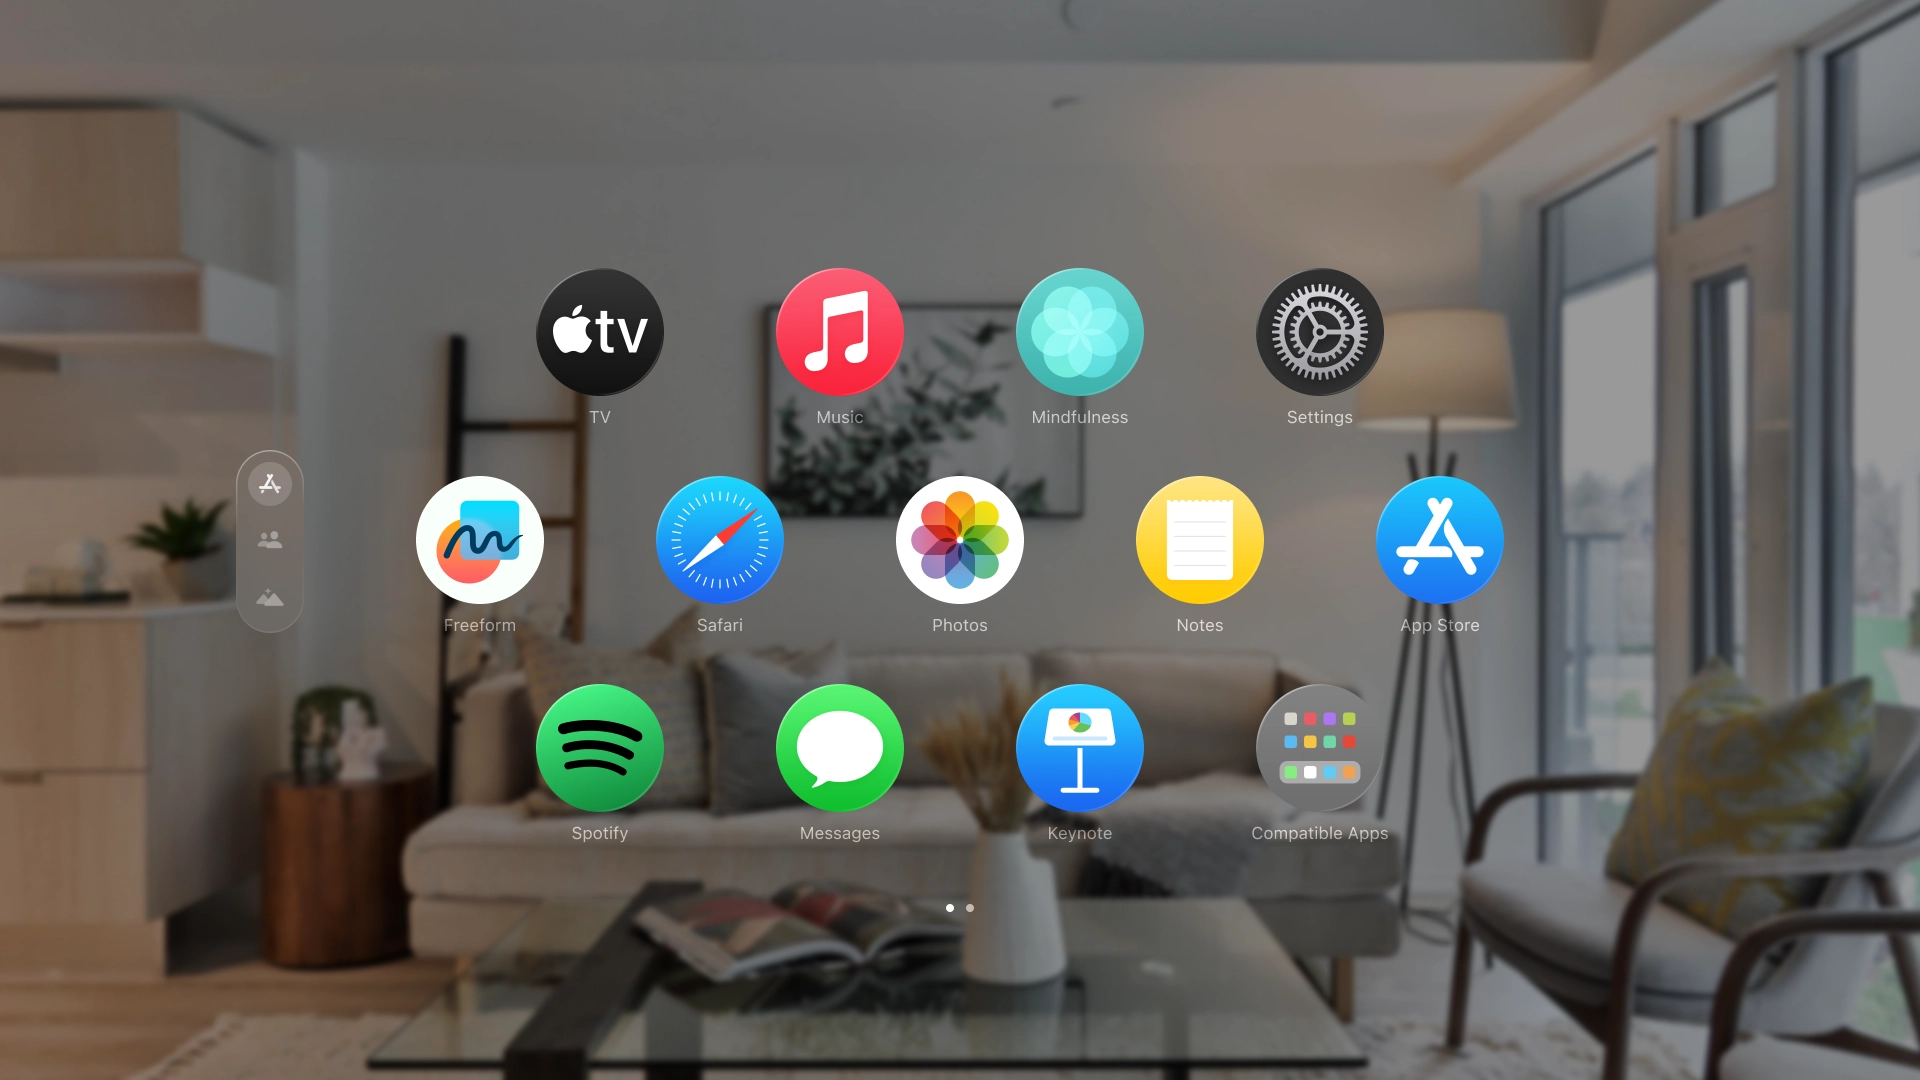 tv
TV
Music
Mindfulness
Settings
Freeform
Safari
Photos
Notes
App Store
Spotify
Messages
Keynote
Compatible Apps